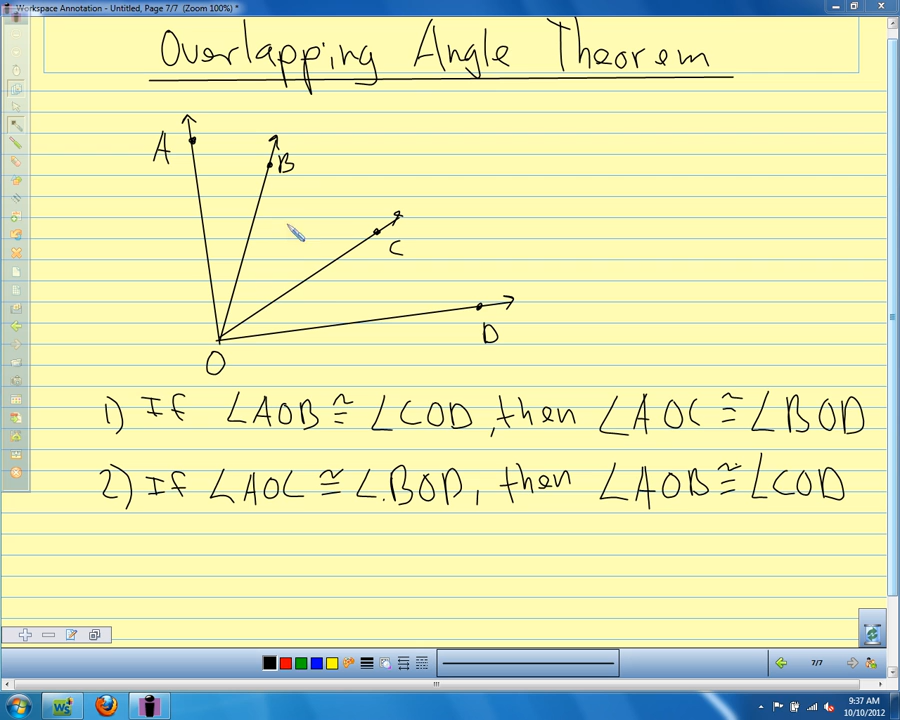 Workspace Annotation - Untitled, Page 7/7 (Zoom 100%) *
Overlapping Angle Theorem
A
B
C
D
O
1) If ∠AOB ≅ ∠COD, then ∠AOC ≅ ∠BOD
2) If ∠AOC ≅ ∠BOD, then ∠AOB ≅ ∠COD
7/7
9:37 AM
10/10/2012